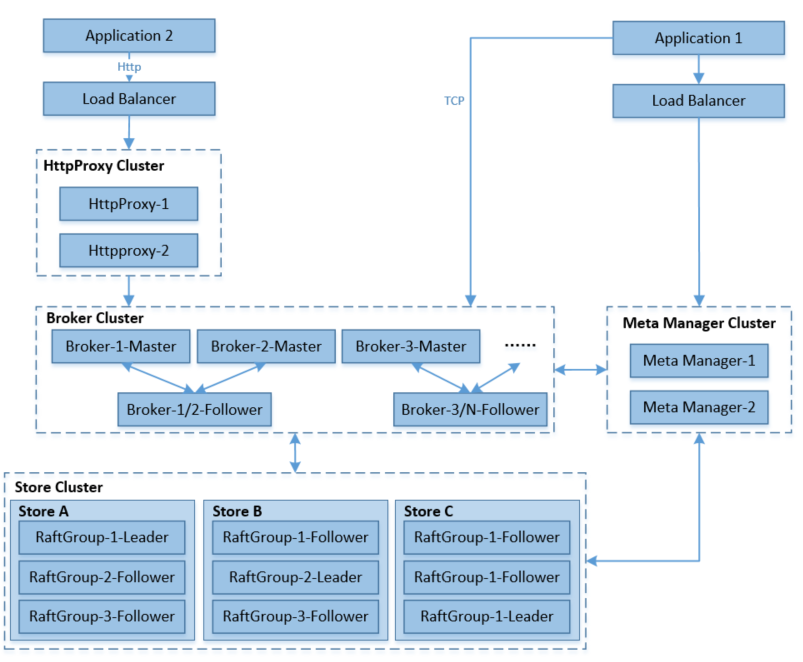 Application 2
Application 1
Http
Load Balancer
Load Balancer
TCP
HttpProxy Cluster
HttpProxy-1
Httpproxy-2
Broker Cluster
Broker-1-Master
Broker-2-Master
Broker-3-Master
......
Broker-1/2-Follower
Broker-3/N-Follower
Meta Manager Cluster
Meta Manager-1
Meta Manager-2
Store Cluster
Store A
RaftGroup-1-Leader
RaftGroup-2-Follower
RaftGroup-3-Follower
Store B
RaftGroup-1-Follower
RaftGroup-2-Leader
RaftGroup-3-Follower
Store C
RaftGroup-1-Follower
RaftGroup-1-Follower
RaftGroup-1-Leader